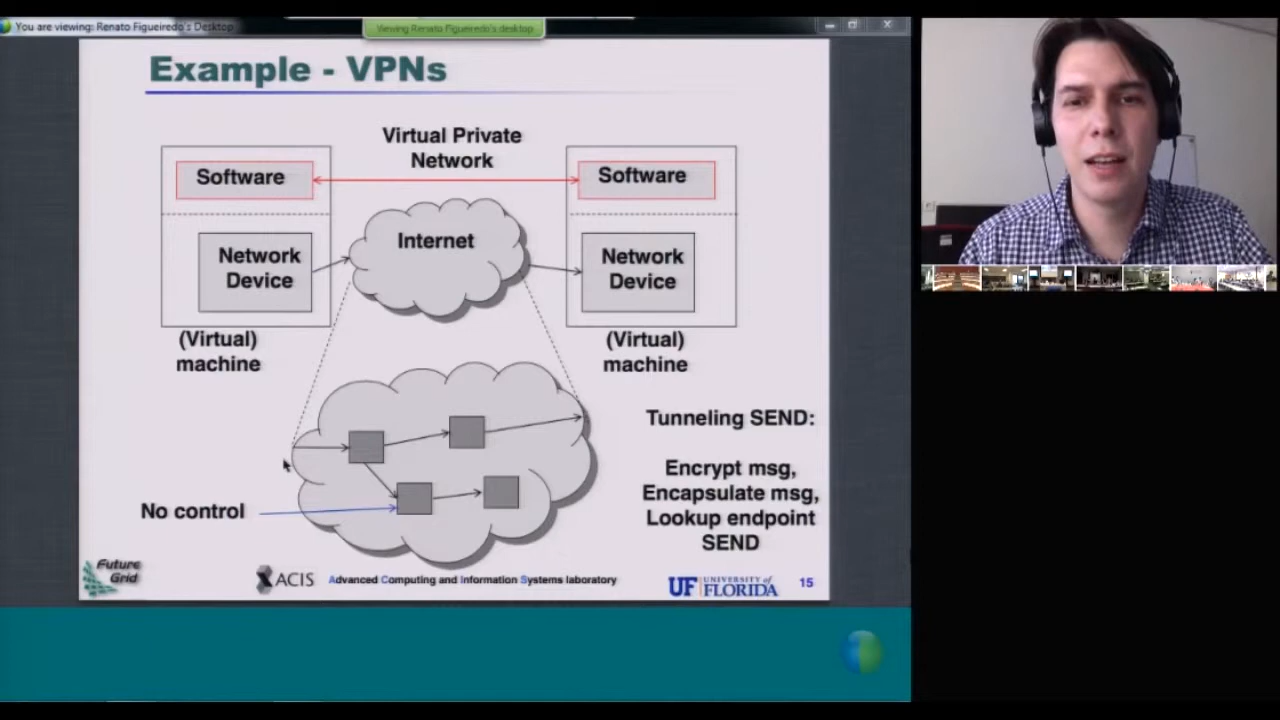 You are viewing: Renato Figueiredo's Desktop
Viewing Renato Figueiredo's desktop
Example - VPNs
Virtual Private
Network
Software
Software
Internet
Network
Device
Network
Device
(Virtual)
machine
(Virtual)
machine
Tunneling SEND:
Encrypt msg,
Encapsulate msg,
Lookup endpoint
SEND
No control
Future
Grid
ACIS
Advanced Computing and Information Systems laboratory
UF UNIVERSITY of
FLORIDA
15